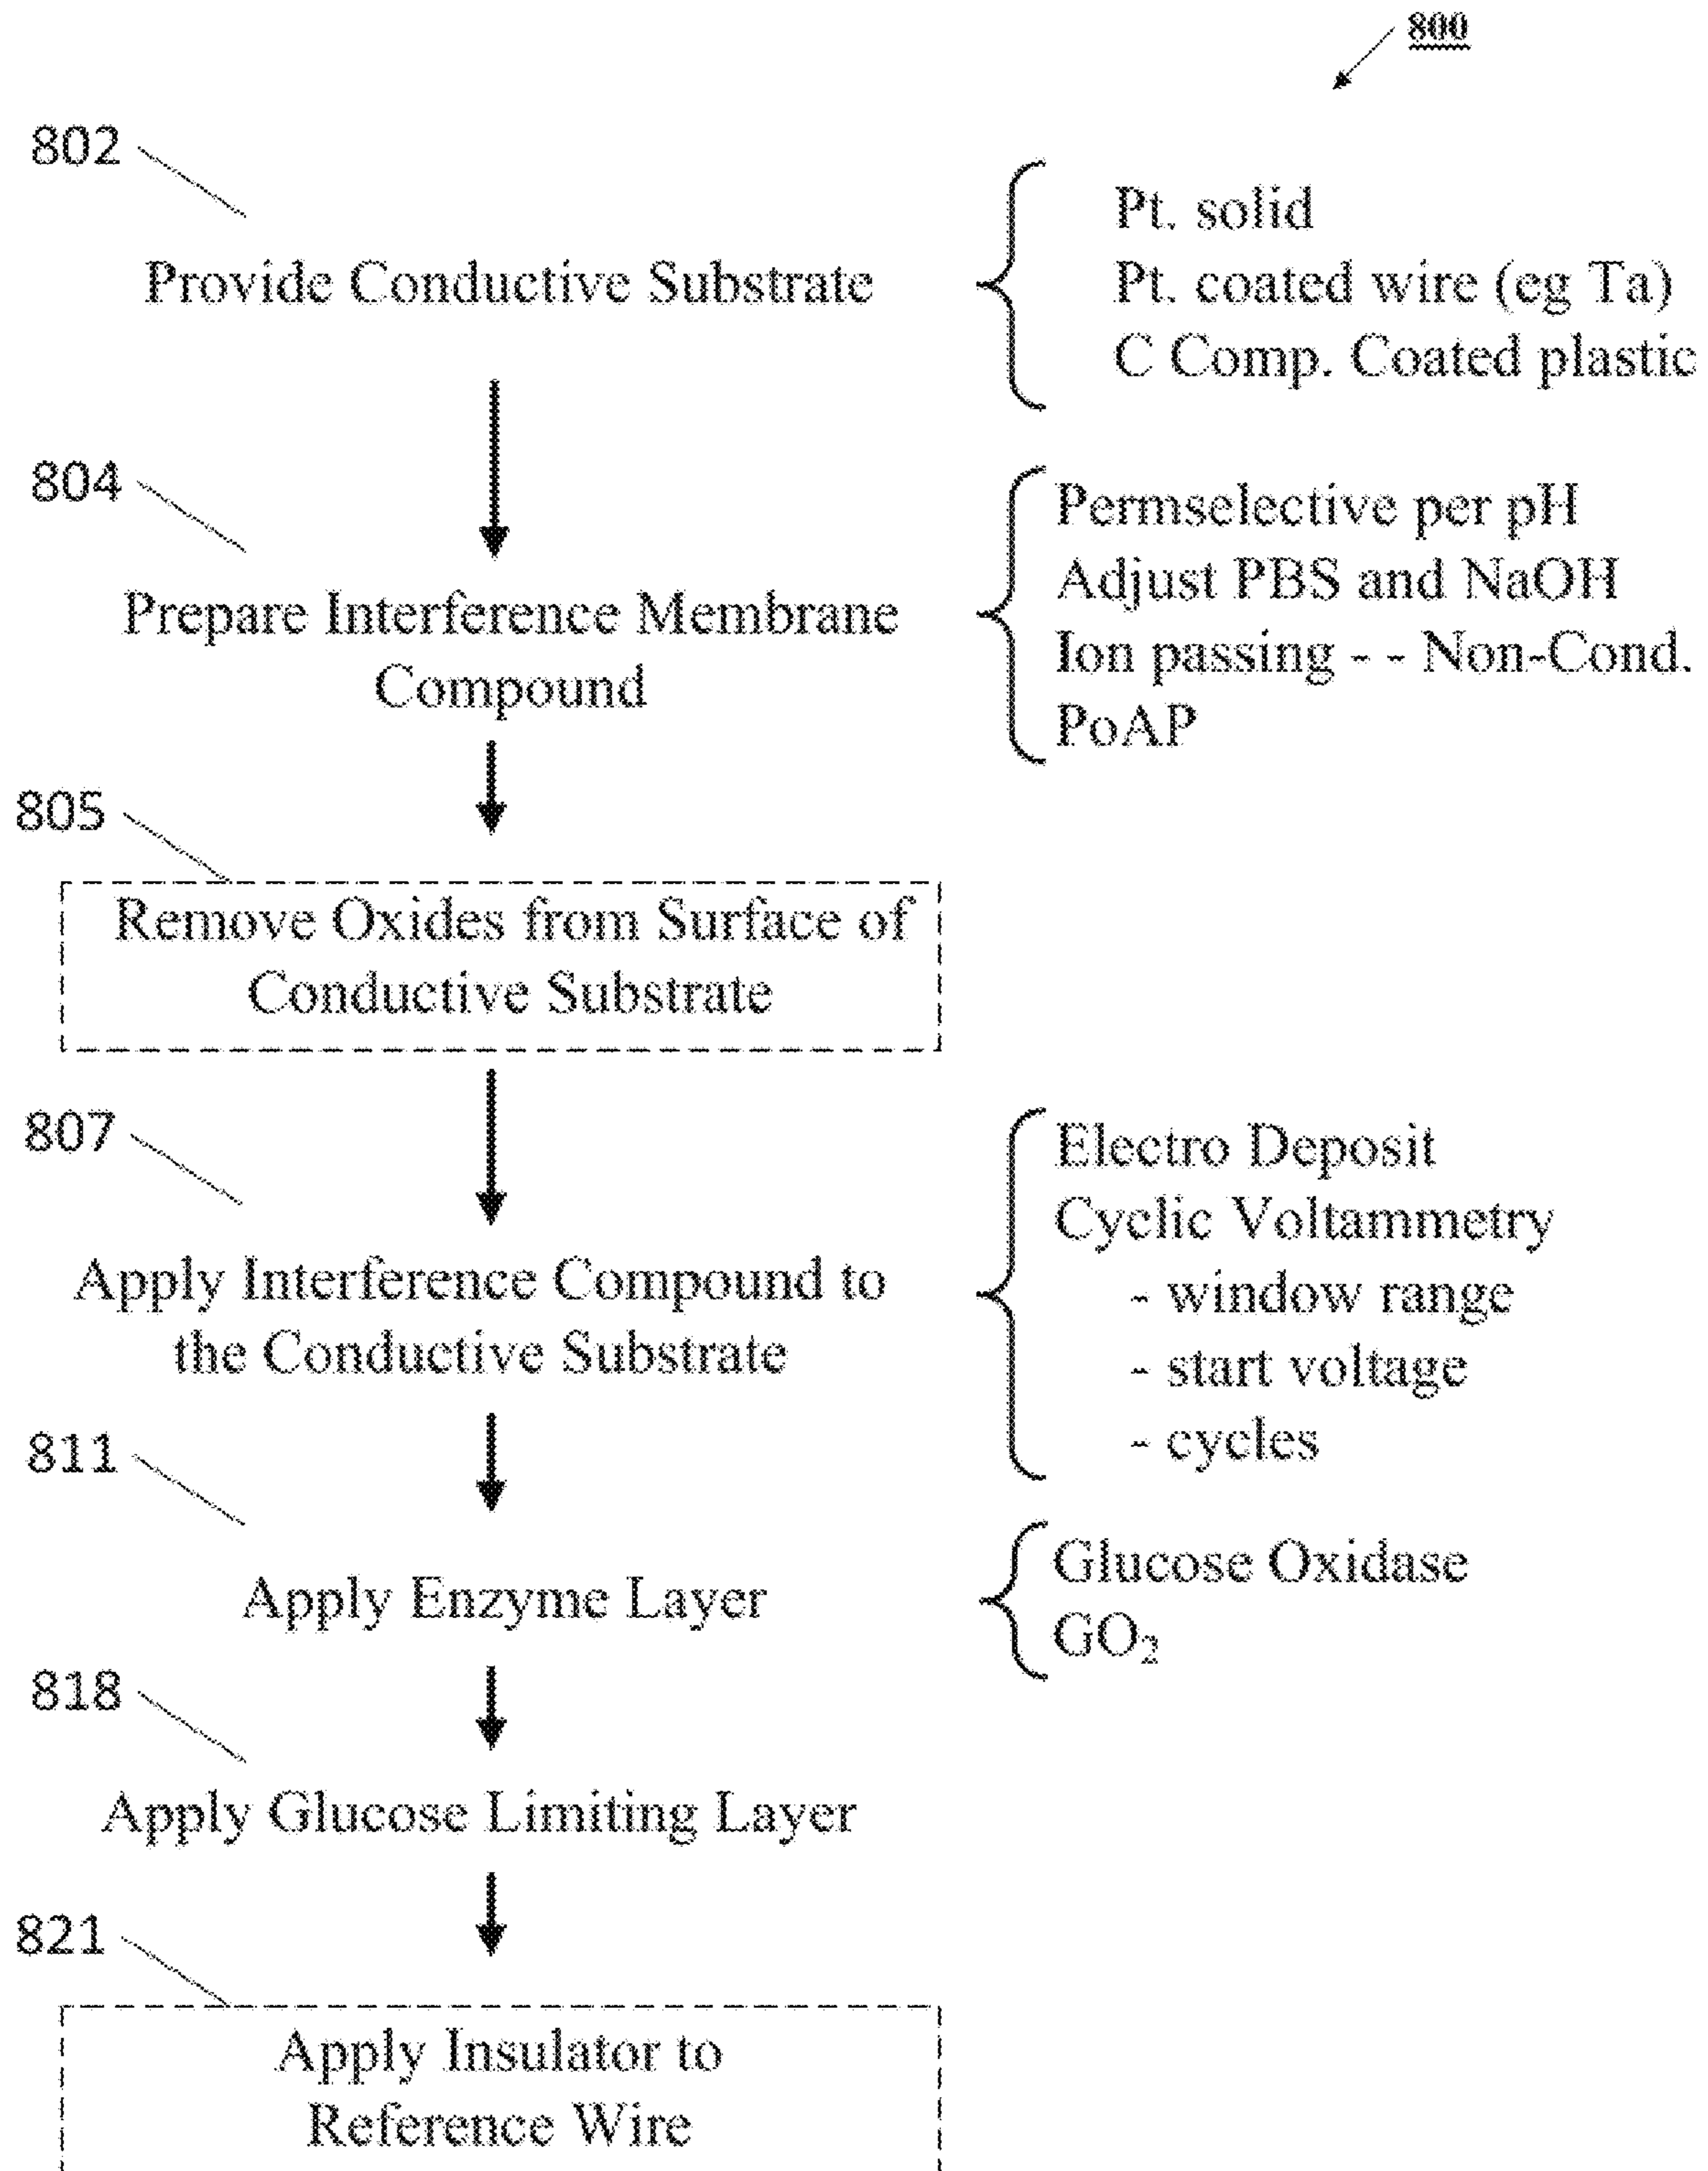 800
802
Provide Conductive Substrate
Pt. solid
Pt. coated wire (eg Ta)
C Comp. Coated plastic
804
Prepare Interference Membrane
Compound
Permselective per pH
Adjust PBS and NaOH
Ion passing - - Non-Cond.
PoAP
805
Remove Oxides from Surface of
Conductive Substrate
807
Apply Interference Compound to
the Conductive Substrate
Electro Deposit
Cyclic Voltammetry
- window range
- start voltage
- cycles
811
Apply Enzyme Layer
Glucose Oxidase
GO₂
818
Apply Glucose Limiting Layer
821
Apply Insulator to
Reference Wire